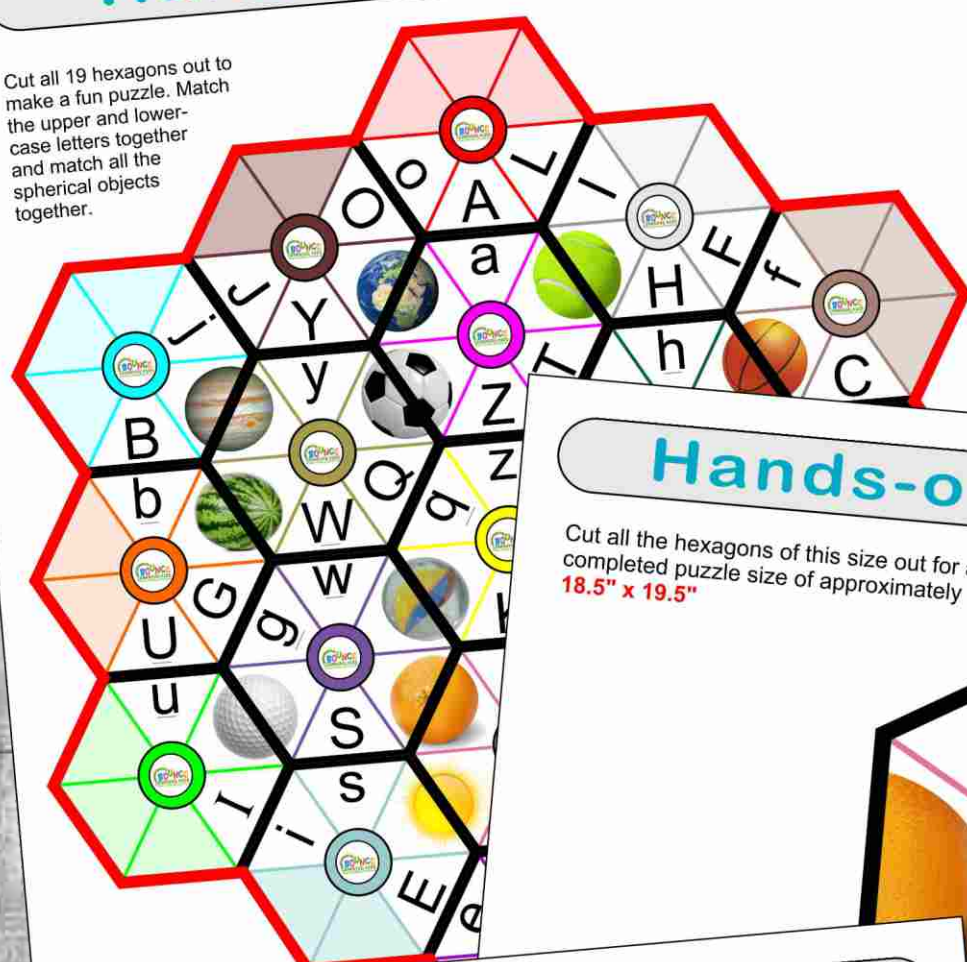 Cut all 19 hexagons out to
make a fun puzzle. Match
the upper and lower-
case letters together
and match all the
spherical objects
together.
o
L
O
A
l
a
F
f
J
Y
H
j
y
h
C
T
Z
B
Q
z
b
W
q
G
w
U
g
u
S
I
s
i
E
e
BOUNCE
Hands-o
Cut all the hexagons of this size out for
completed puzzle size of approximately
18.5" x 19.5"